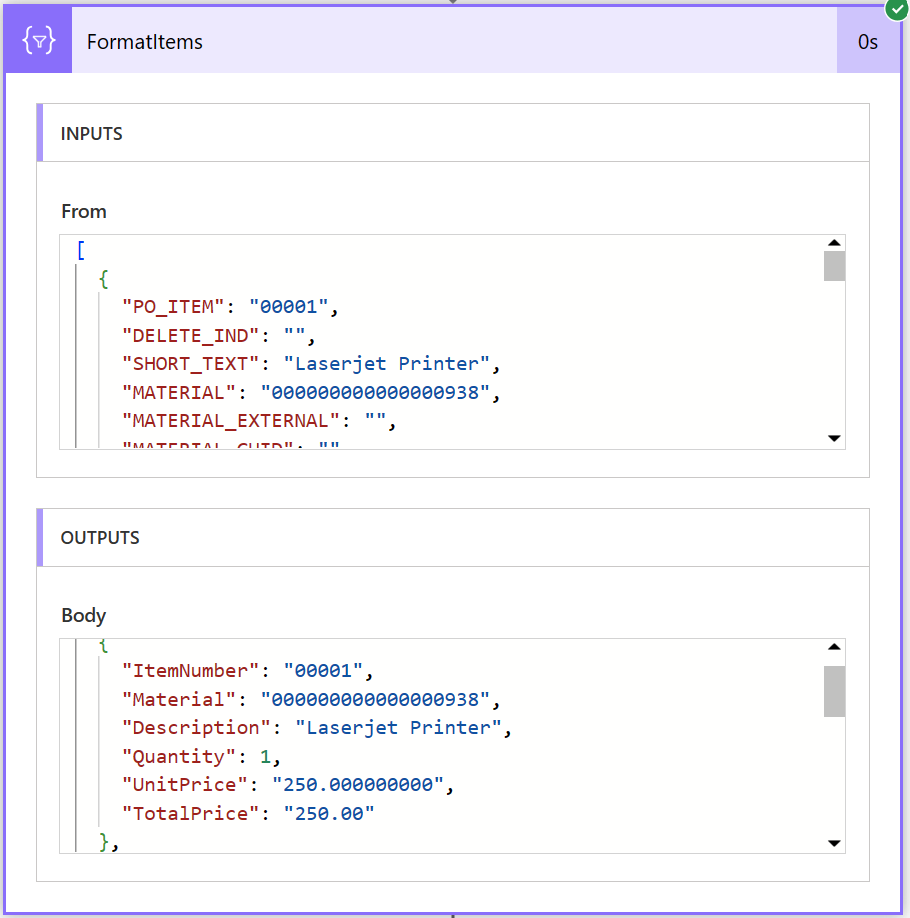 FormatItems
0s
INPUTS
From
[
{
"PO_ITEM": "00001",
"DELETE_IND": "",
"SHORT_TEXT": "Laserjet Printer",
"MATERIAL": "000000000000000938",
"MATERIAL_EXTERNAL": "",
"MATERIAL_GUID": ""
OUTPUTS
Body
{
"ItemNumber": "00001",
"Material": "000000000000000938",
"Description": "Laserjet Printer",
"Quantity": 1,
"UnitPrice": "250.000000000",
"TotalPrice": "250.00"
},